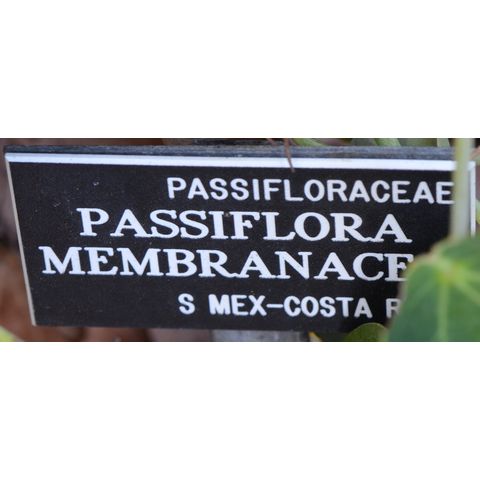 PASSIFLORACEAE
PASSIFLORA
MEMBRANACE
S MEX-COSTA R